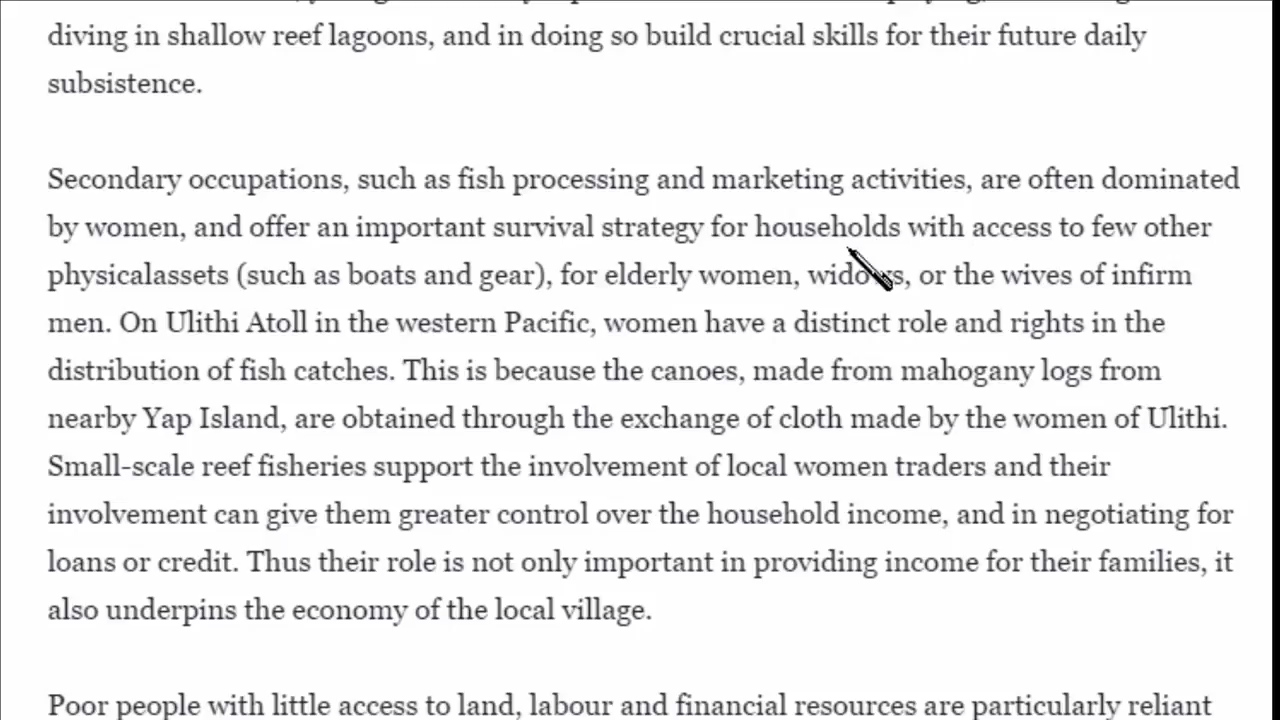 diving in shallow reef lagoons, and in doing so build crucial skills for their future daily
subsistence.
Secondary occupations, such as fish processing and marketing activities, are often dominated
by women, and offer an important survival strategy for households with access to few other
physicalassets (such as boats and gear), for elderly women, widows, or the wives of infirm
men. On Ulithi Atoll in the western Pacific, women have a distinct role and rights in the
distribution of fish catches. This is because the canoes, made from mahogany logs from
nearby Yap Island, are obtained through the exchange of cloth made by the women of Ulithi.
Small-scale reef fisheries support the involvement of local women traders and their
involvement can give them greater control over the household income, and in negotiating for
loans or credit. Thus their role is not only important in providing income for their families, it
also underpins the economy of the local village.
Poor people with little access to land, labour and financial resources are particularly reliant